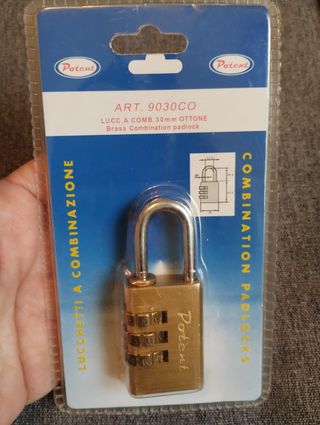 Potent
Potent
ART. 9030CO
LUCC.A COMB.30mm OTTONE
Brass Combination padlock
LUCCHETTI A COMBINAZIONE
COMBINATION PADLOCKS
Potent